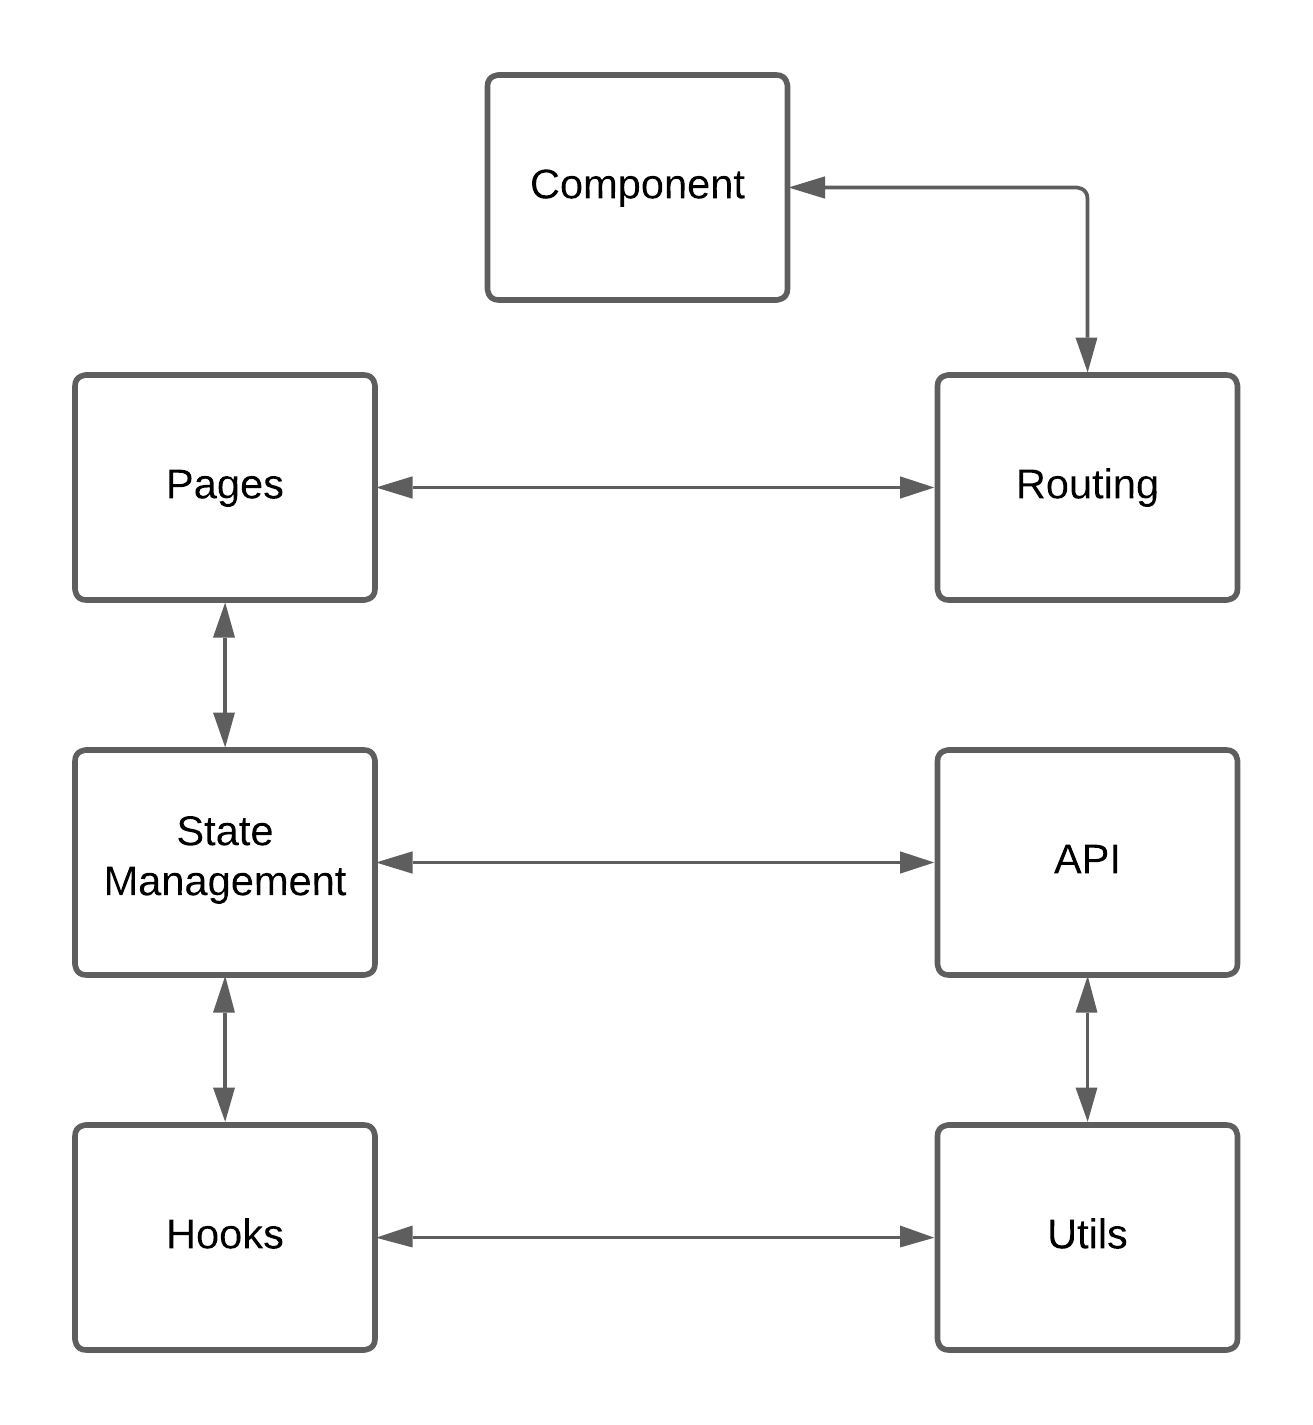 Component
Pages
Routing
State
Management
API
Hooks
Utils